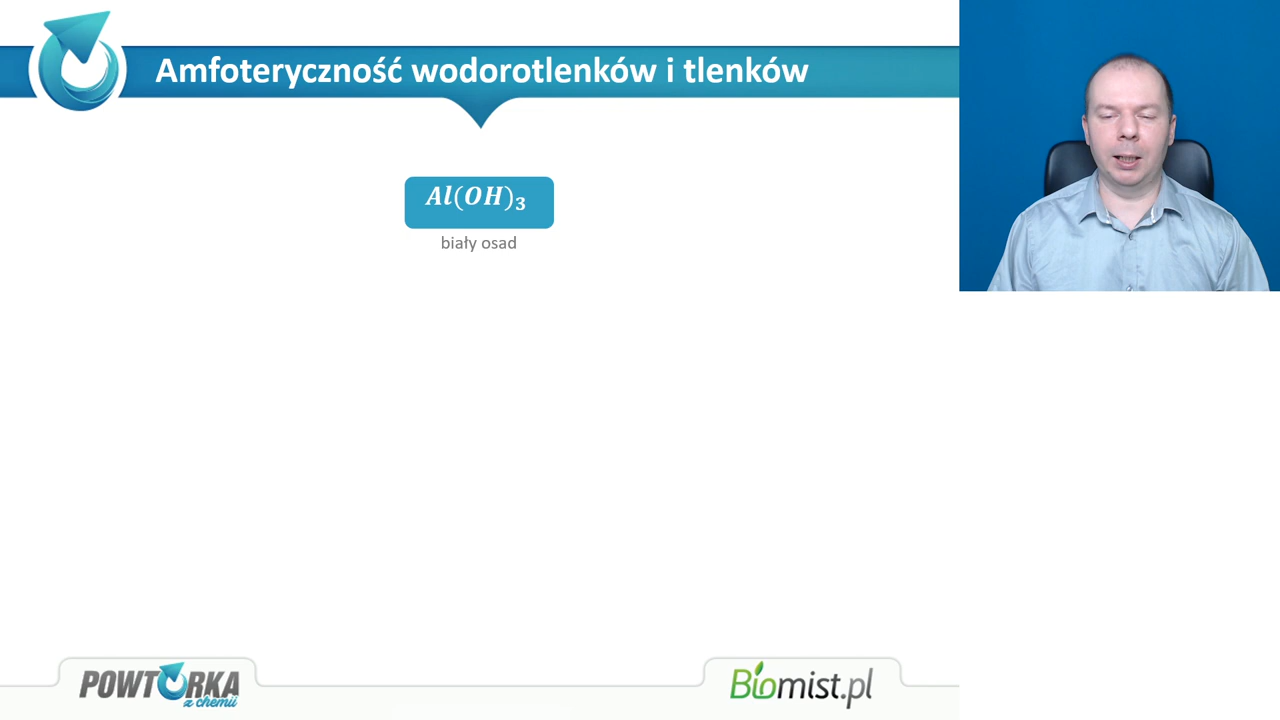 Amfoteryczność wodorotlenków i tlenków
Al(OH)₃
biały osad
POWTÓRKA
z chemii
Biomist.pl